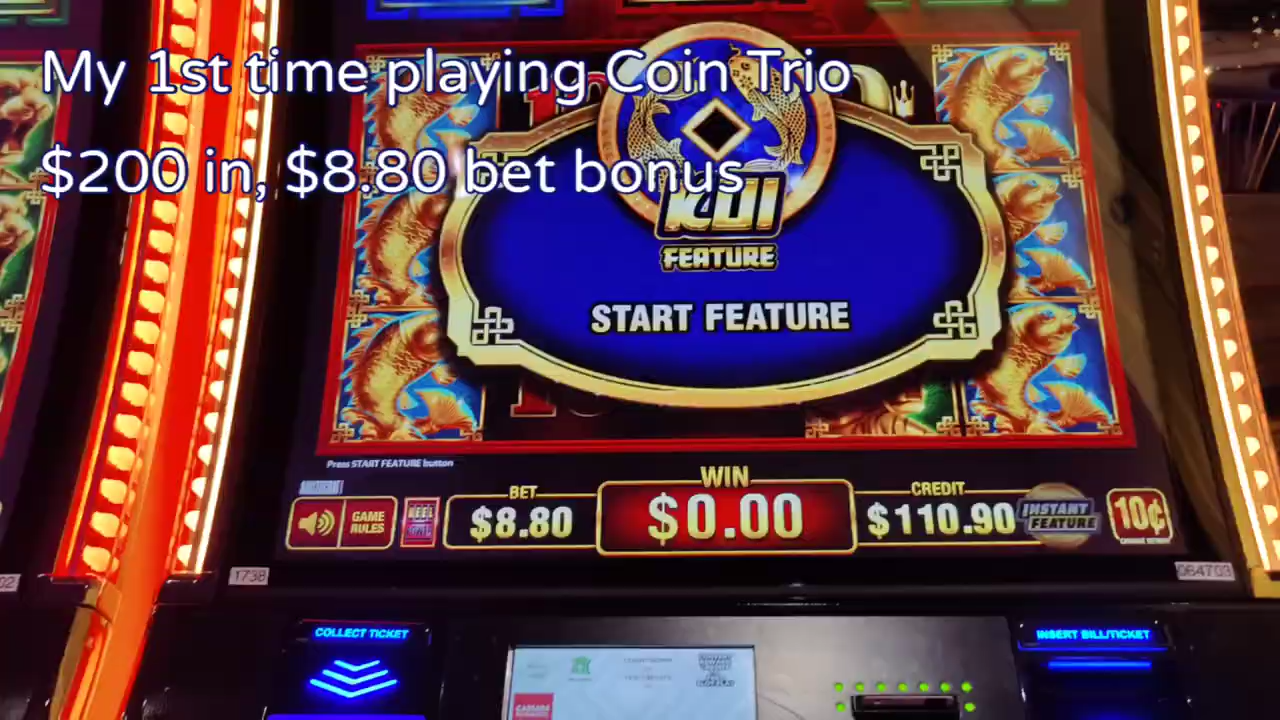 My 1st time playing Coin Trio
$200 in, $8.80 bet bonus
KOI
FEATURE
START FEATURE
10
Press START FEATURE button
BET
WIN
CREDIT
GAME
RULES
$8.80
$0.00
$110.90
INSTANT
FEATURE
10¢
1738
064703
COLLECT TICKET
INSERT BILL/TICKET